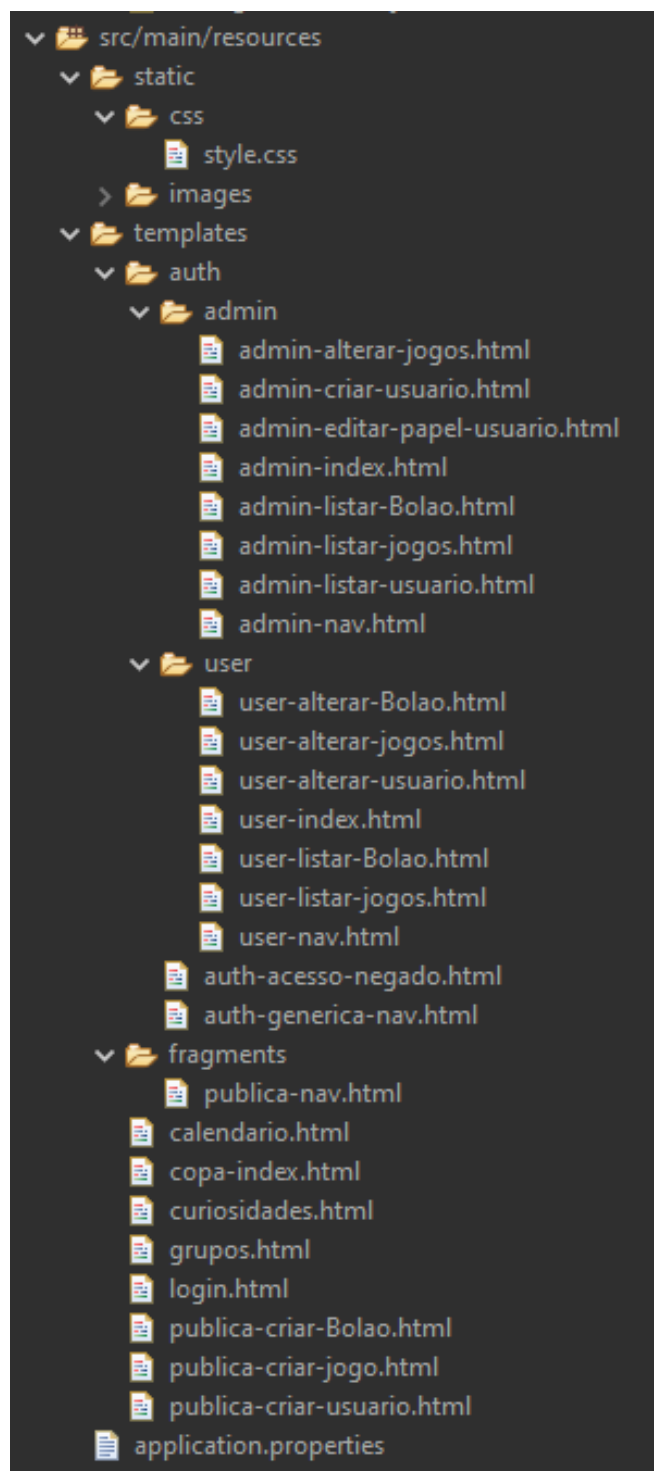 src/main/resources
static
css
style.css
images
templates
auth
admin
admin-alterar-jogos.html
admin-criar-usuario.html
admin-editar-papel-usuario.html
admin-index.html
admin-listar-Bolao.html
admin-listar-jogos.html
admin-listar-usuario.html
admin-nav.html
user
user-alterar-Bolao.html
user-alterar-jogos.html
user-alterar-usuario.html
user-index.html
user-listar-Bolao.html
user-listar-jogos.html
user-nav.html
auth-acesso-negado.html
auth-generica-nav.html
fragments
publica-nav.html
calendario.html
copa-index.html
curiosidades.html
grupos.html
login.html
publica-criar-Bolao.html
publica-criar-jogo.html
publica-criar-usuario.html
application.properties